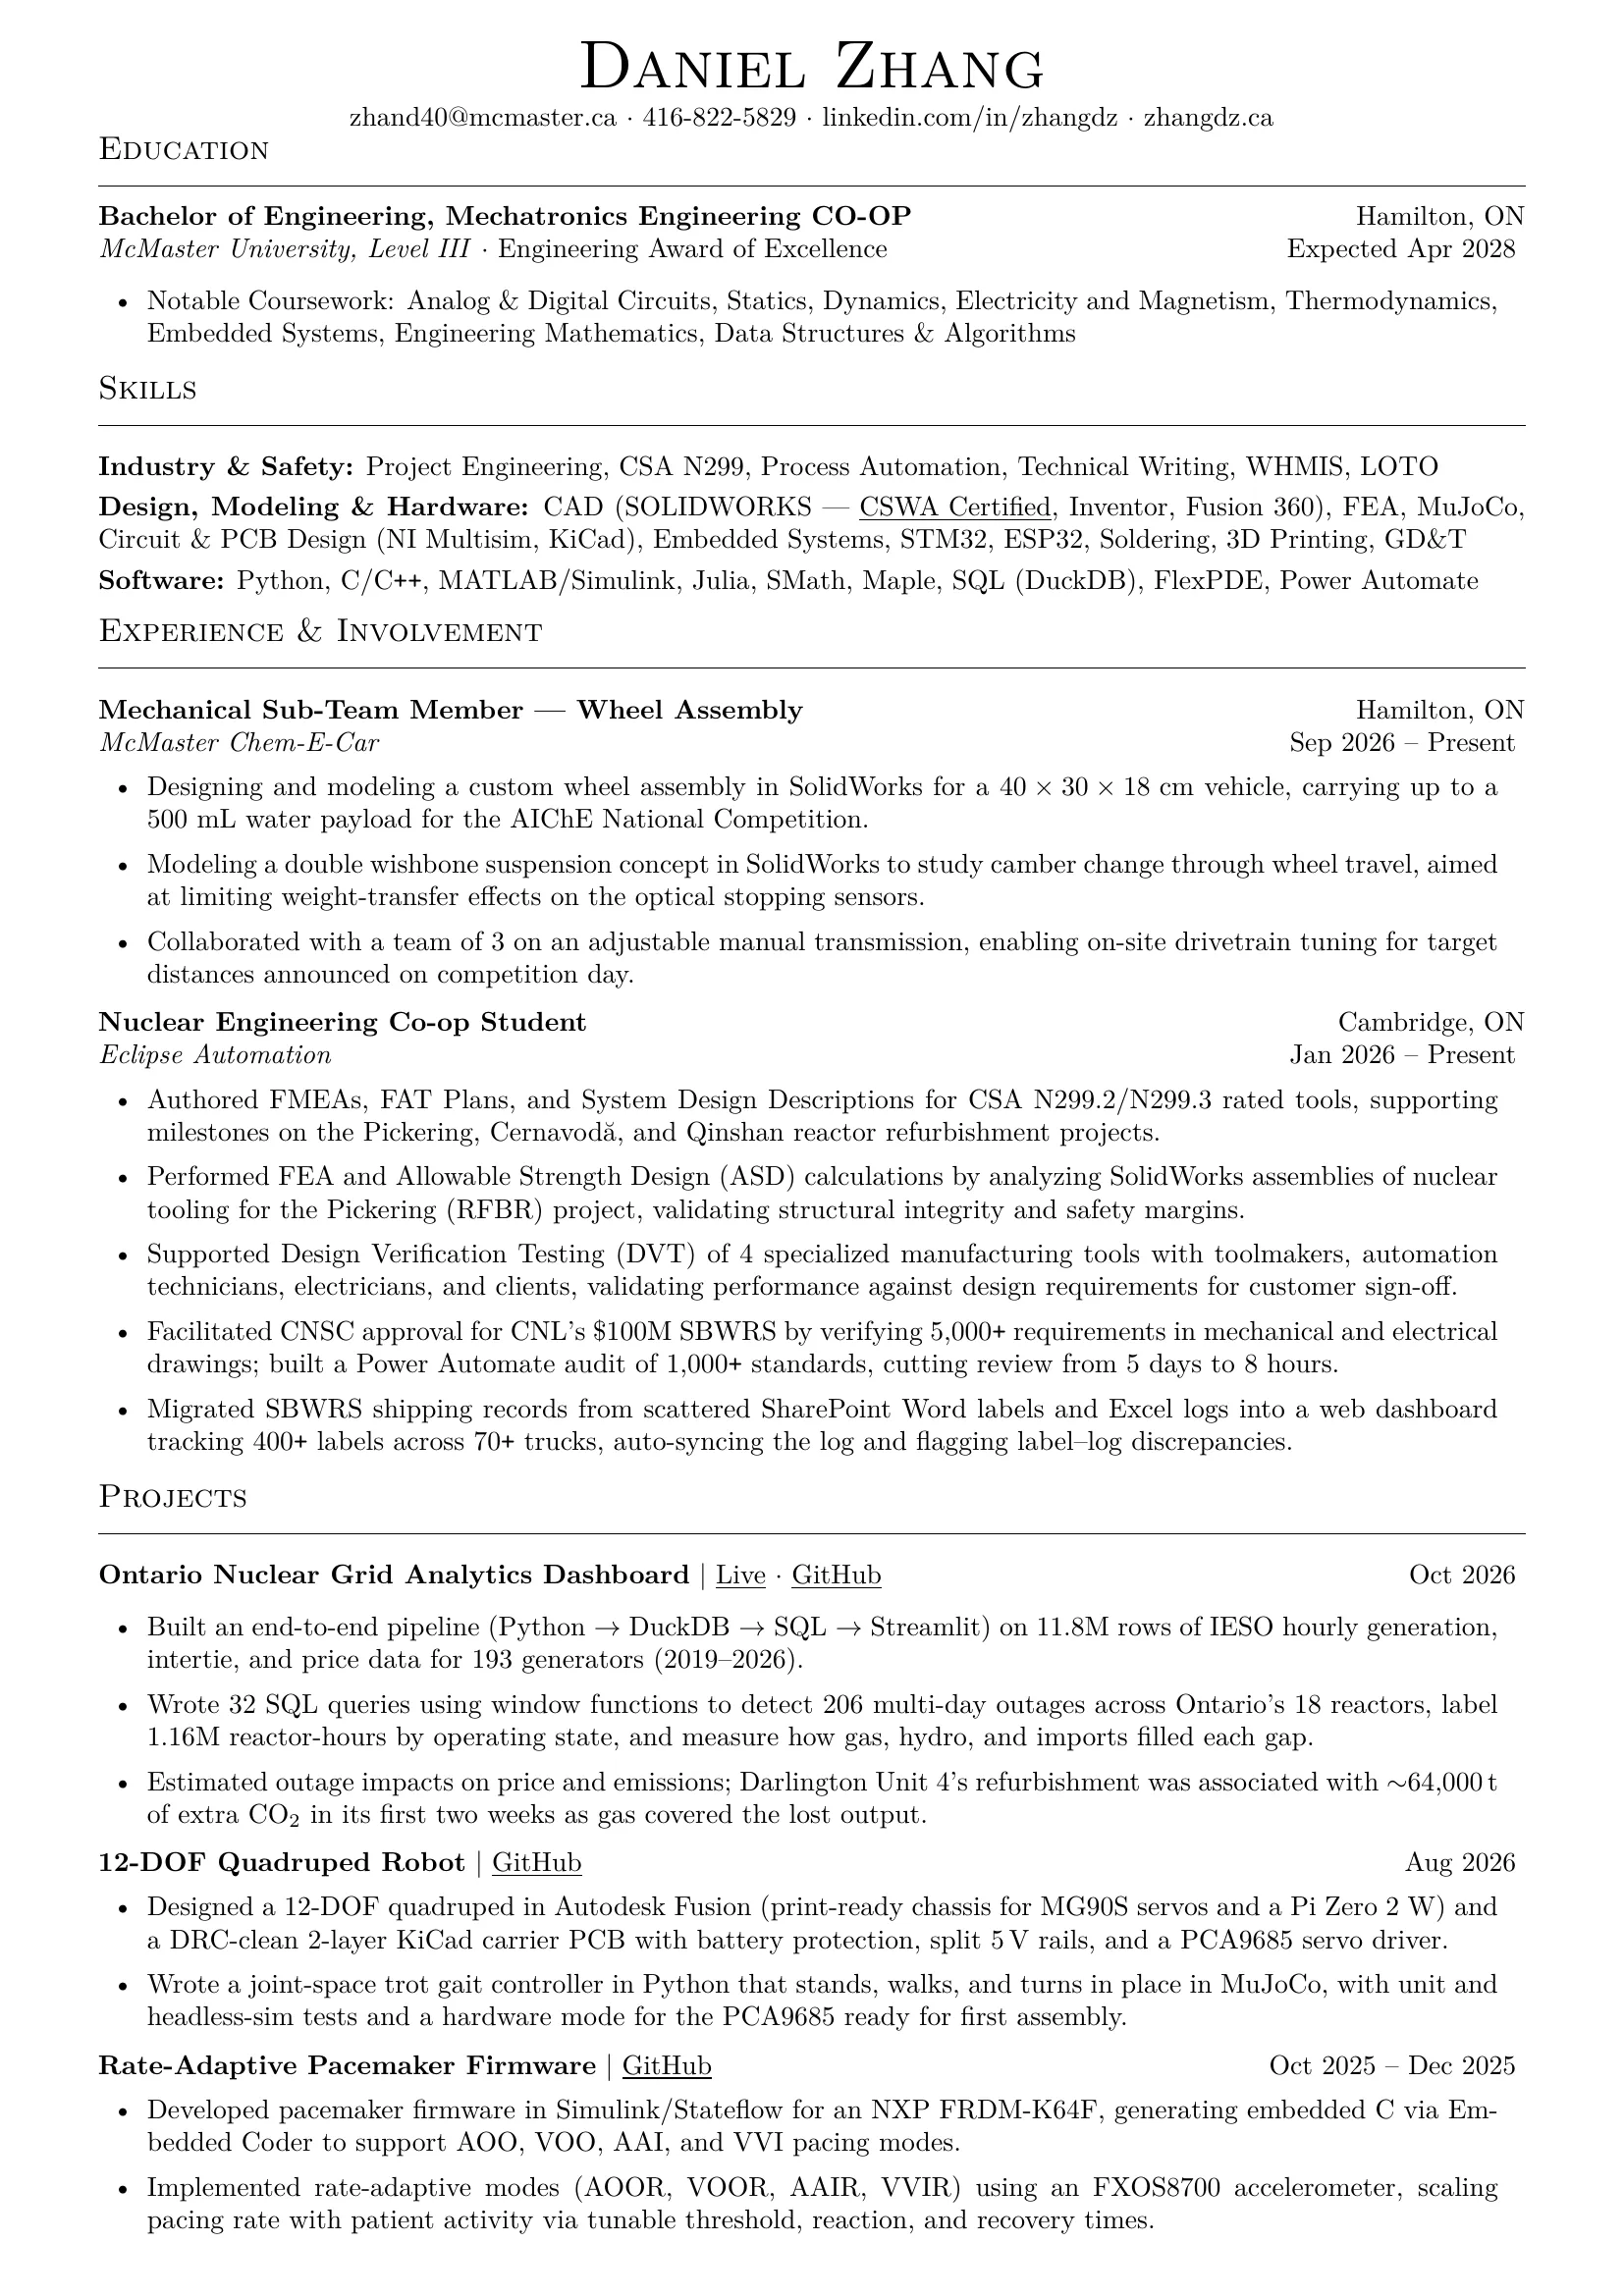 Daniel Zhang
zhand40@mcmaster.ca · 416-822-5829 · linkedin.com/in/zhangdz · zhangdz.ca
Education
Bachelor of Engineering, Mechatronics Engineering CO-OP Hamilton, ON
McMaster University, Level III · Engineering Award of Excellence Expected Apr 2028
• Notable Coursework: Analog & Digital Circuits, Statics, Dynamics, Electricity and Magnetism, Thermodynamics,
Embedded Systems, Engineering Mathematics, Data Structures & Algorithms
Skills
Industry & Safety: Project Engineering, CSA N299, Process Automation, Technical Writing, WHMIS, LOTO
Design, Modeling & Hardware: CAD (SOLIDWORKS — CSWA Certified, Inventor, Fusion 360), FEA, MuJoCo,
Circuit & PCB Design (NI Multisim, KiCad), Embedded Systems, STM32, ESP32, Soldering, 3D Printing, GD&T
Software: Python, C/C++, MATLAB/Simulink, Julia, SMath, Maple, SQL (DuckDB), FlexPDE, Power Automate
Experience & Involvement
Mechanical Sub-Team Member — Wheel Assembly Hamilton, ON
McMaster Chem-E-Car Sep 2026 – Present
• Designing and modeling a custom wheel assembly in SolidWorks for a 40 × 30 × 18 cm vehicle, carrying up to a
500 mL water payload for the AIChE National Competition.
• Modeling a double wishbone suspension concept in SolidWorks to study camber change through wheel travel, aimed
at limiting weight-transfer effects on the optical stopping sensors.
• Collaborated with a team of 3 on an adjustable manual transmission, enabling on-site drivetrain tuning for target
distances announced on competition day.
Nuclear Engineering Co-op Student Cambridge, ON
Eclipse Automation Jan 2026 – Present
• Authored FMEAs, FAT Plans, and System Design Descriptions for CSA N299.2/N299.3 rated tools, supporting
milestones on the Pickering, Cernavodă, and Qinshan reactor refurbishment projects.
• Performed FEA and Allowable Strength Design (ASD) calculations by analyzing SolidWorks assemblies of nuclear
tooling for the Pickering (RFBR) project, validating structural integrity and safety margins.
• Supported Design Verification Testing (DVT) of 4 specialized manufacturing tools with toolmakers, automation
technicians, electricians, and clients, validating performance against design requirements for customer sign-off.
• Facilitated CNSC approval for CNL's $100M SBWRS by verifying 5,000+ requirements in mechanical and electrical
drawings; built a Power Automate audit of 1,000+ standards, cutting review from 5 days to 8 hours.
• Migrated SBWRS shipping records from scattered SharePoint Word labels and Excel logs into a web dashboard
tracking 400+ labels across 70+ trucks, auto-syncing the log and flagging label–log discrepancies.
Projects
Ontario Nuclear Grid Analytics Dashboard | Live · GitHub Oct 2026
• Built an end-to-end pipeline (Python → DuckDB → SQL → Streamlit) on 11.8M rows of IESO hourly generation,
intertie, and price data for 193 generators (2019–2026).
• Wrote 32 SQL queries using window functions to detect 206 multi-day outages across Ontario's 18 reactors, label
1.16M reactor-hours by operating state, and measure how gas, hydro, and imports filled each gap.
• Estimated outage impacts on price and emissions; Darlington Unit 4's refurbishment was associated with ~64,000 t
of extra CO₂ in its first two weeks as gas covered the lost output.
12-DOF Quadruped Robot | GitHub Aug 2026
• Designed a 12-DOF quadruped in Autodesk Fusion (print-ready chassis for MG90S servos and a Pi Zero 2 W) and
a DRC-clean 2-layer KiCad carrier PCB with battery protection, split 5 V rails, and a PCA9685 servo driver.
• Wrote a joint-space trot gait controller in Python that stands, walks, and turns in place in MuJoCo, with unit and
headless-sim tests and a hardware mode for the PCA9685 ready for first assembly.
Rate-Adaptive Pacemaker Firmware | GitHub Oct 2025 – Dec 2025
• Developed pacemaker firmware in Simulink/Stateflow for an NXP FRDM-K64F, generating embedded C via Em-
bedded Coder to support AOO, VOO, AAI, and VVI pacing modes.
• Implemented rate-adaptive modes (AOOR, VOOR, AAIR, VVIR) using an FXOS8700 accelerometer, scaling
pacing rate with patient activity via tunable threshold, reaction, and recovery times.